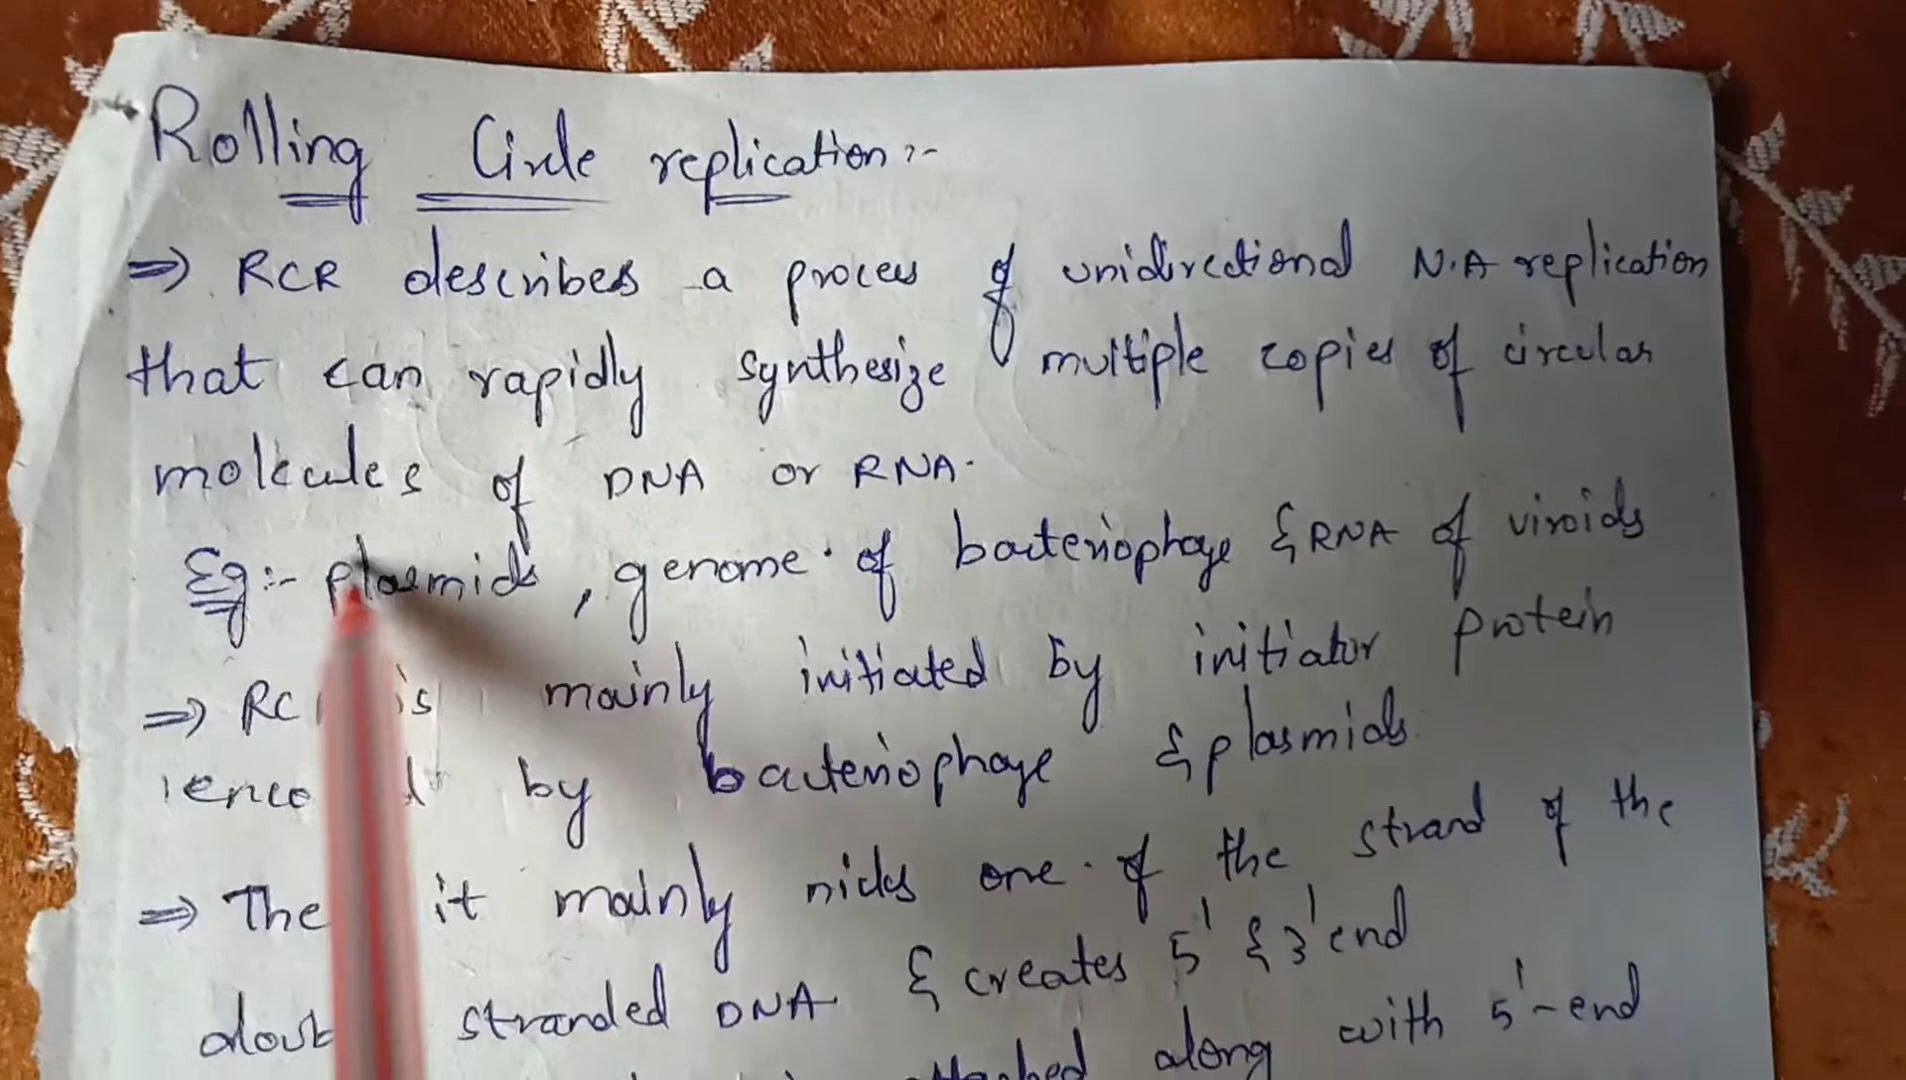 Rolling Circle replication :-
⇒ RCR describes a process of unidirectional N.A replication
that can rapidly synthesize multiple copies of circular
molecules of DNA or RNA.
Eg:- plasmids, genome of bacteriophage & RNA of viroids
⇒ is mainly initiated by initiator protein
by bacteriophage & plasmids.
⇒ The it mainly nicks one of the strand of the
stranded DNA & creates 5' & 3' end
attached along with 5'-end